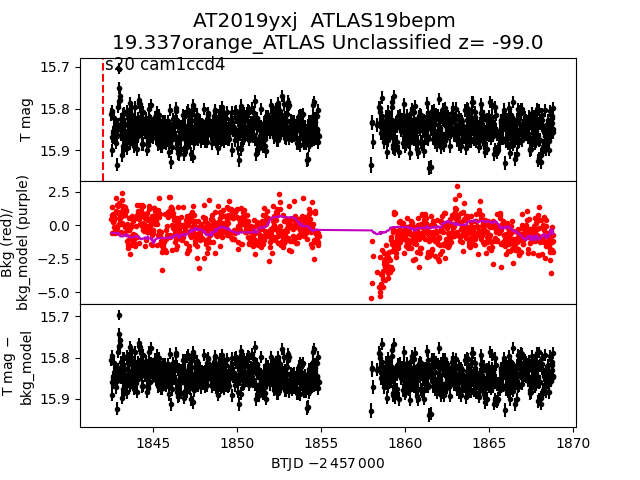 AT2019yxj  ATLAS19bepm
19.337orange_ATLAS Unclassified z= -99.0
s20 cam1ccd4
15.7
15.8
15.9
T mag
2.5
0.0
−2.5
−5.0
Bkg (red)/
bkg_model (purple)
15.7
15.8
15.9
T mag −
bkg_model
1845 1850 1855 1860 1865 1870
BTJD −2 457 000